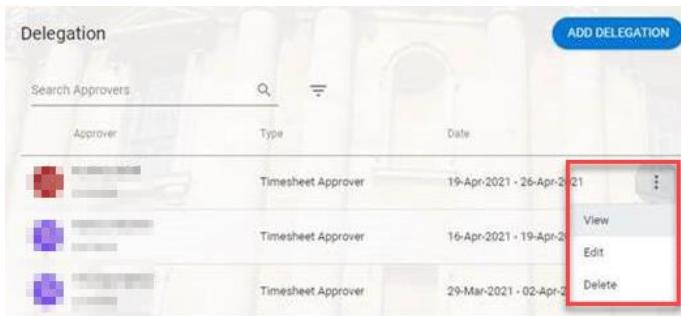 Delegation
ADD DELEGATION
Search Approvers
Approver Type Date
Timesheet Approver 19-Apr-2021 - 26-Apr-2021
View
Timesheet Approver 16-Apr-2021 - 19-Apr-2
Edit
Delete
Timesheet Approver 29-Mar-2021 - 02-Apr-2